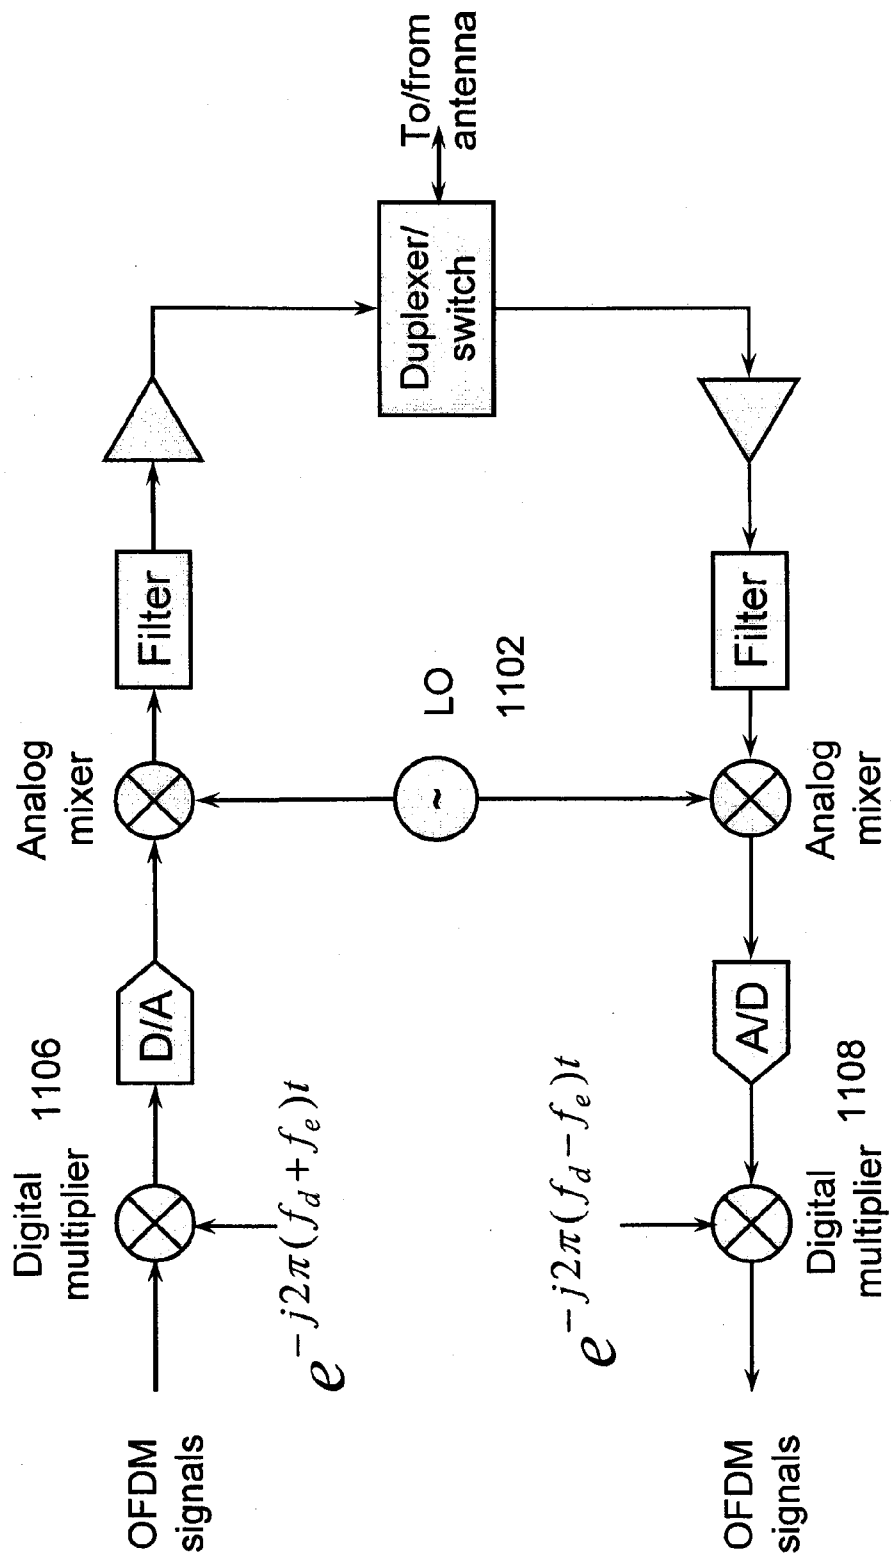 OFDM
signals
Digital
multiplier
1106
D/A
Analog
mixer
Filter
e^{-j2π(f_d+f_e)t}
LO
1102
Duplexer/
switch
To/from
antenna
e^{-j2π(f_d-f_e)t}
OFDM
signals
Digital
multiplier
1108
A/D
Analog
mixer
Filter
~